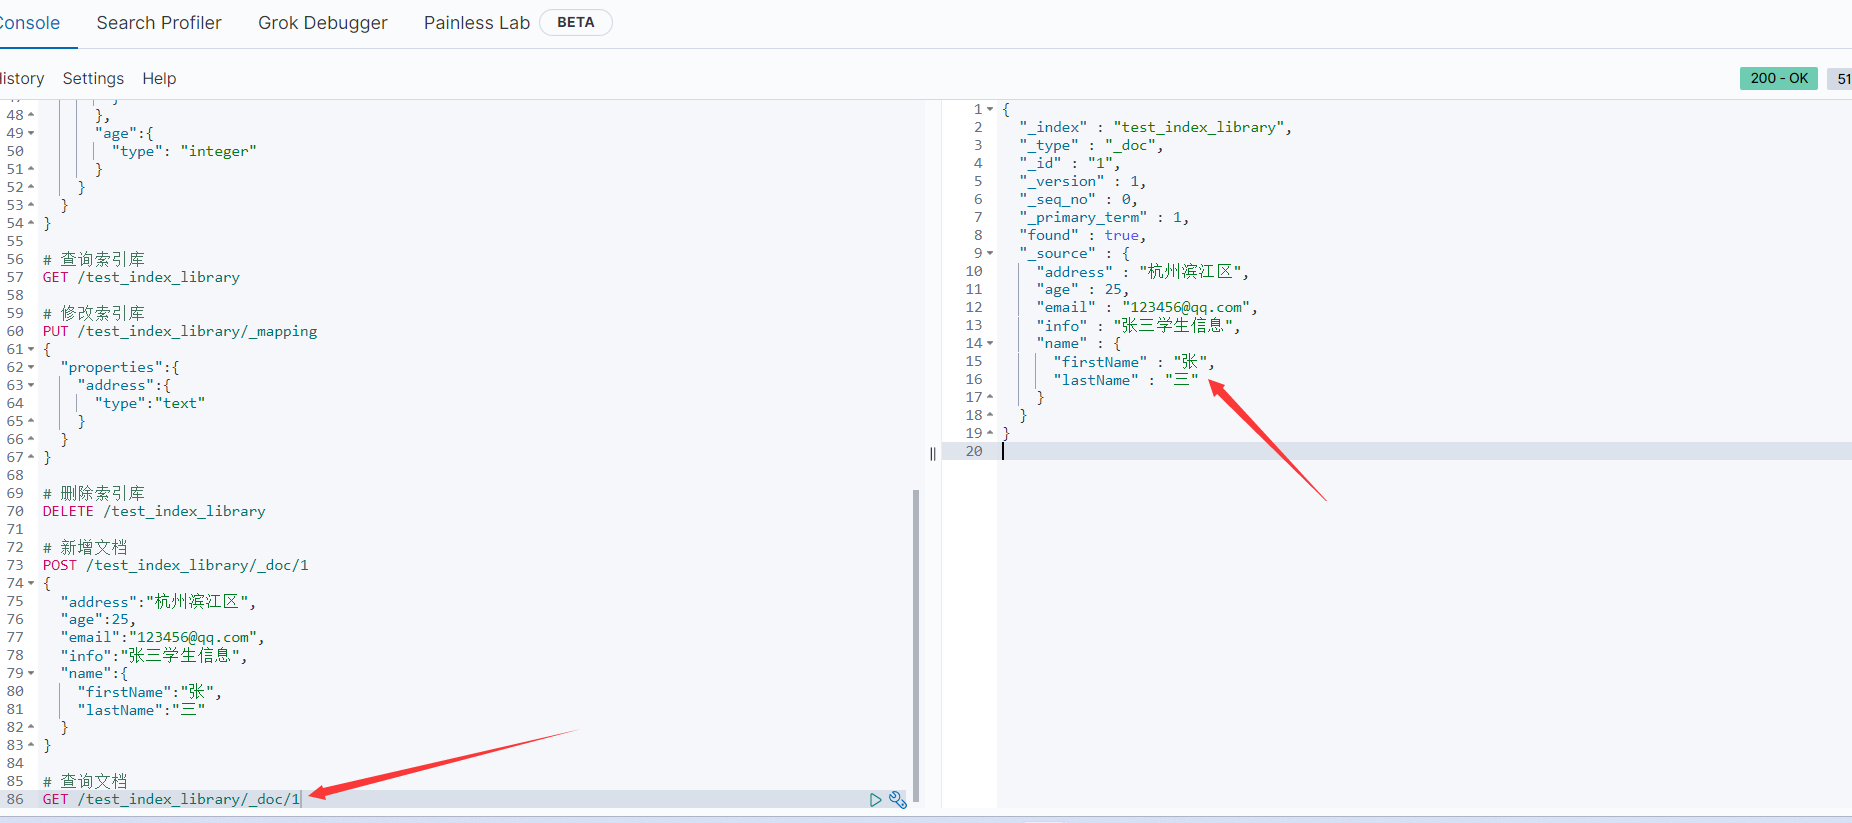 Console Search Profiler Grok Debugger Painless Lab BETA
History Settings Help
200 - OK
48 },
49 "age":{
50 "type": "integer"
51 }
52 }
53 }
54 }
55
56 # 查询索引库
57 GET /test_index_library
58
59 # 修改索引库
60 PUT /test_index_library/_mapping
61 {
62 "properties":{
63 "address":{
64 "type":"text"
65 }
66 }
67 }
68
69 # 删除索引库
70 DELETE /test_index_library
71
72 # 新增文档
73 POST /test_index_library/_doc/1
74 {
75 "address":"杭州滨江区",
76 "age":25,
77 "email":"123456@qq.com",
78 "info":"张三学生信息",
79 "name":{
80 "firstName":"张",
81 "lastName":"三"
82 }
83 }
84
85 # 查询文档
86 GET /test_index_library/_doc/1
1 {
2 "_index" : "test_index_library",
3 "_type" : "_doc",
4 "_id" : "1",
5 "_version" : 1,
6 "_seq_no" : 0,
7 "_primary_term" : 1,
8 "found" : true,
9 "_source" : {
10 "address" : "杭州滨江区",
11 "age" : 25,
12 "email" : "123456@qq.com",
13 "info" : "张三学生信息",
14 "name" : {
15 "firstName" : "张",
16 "lastName" : "三"
17 }
18 }
19 }
20